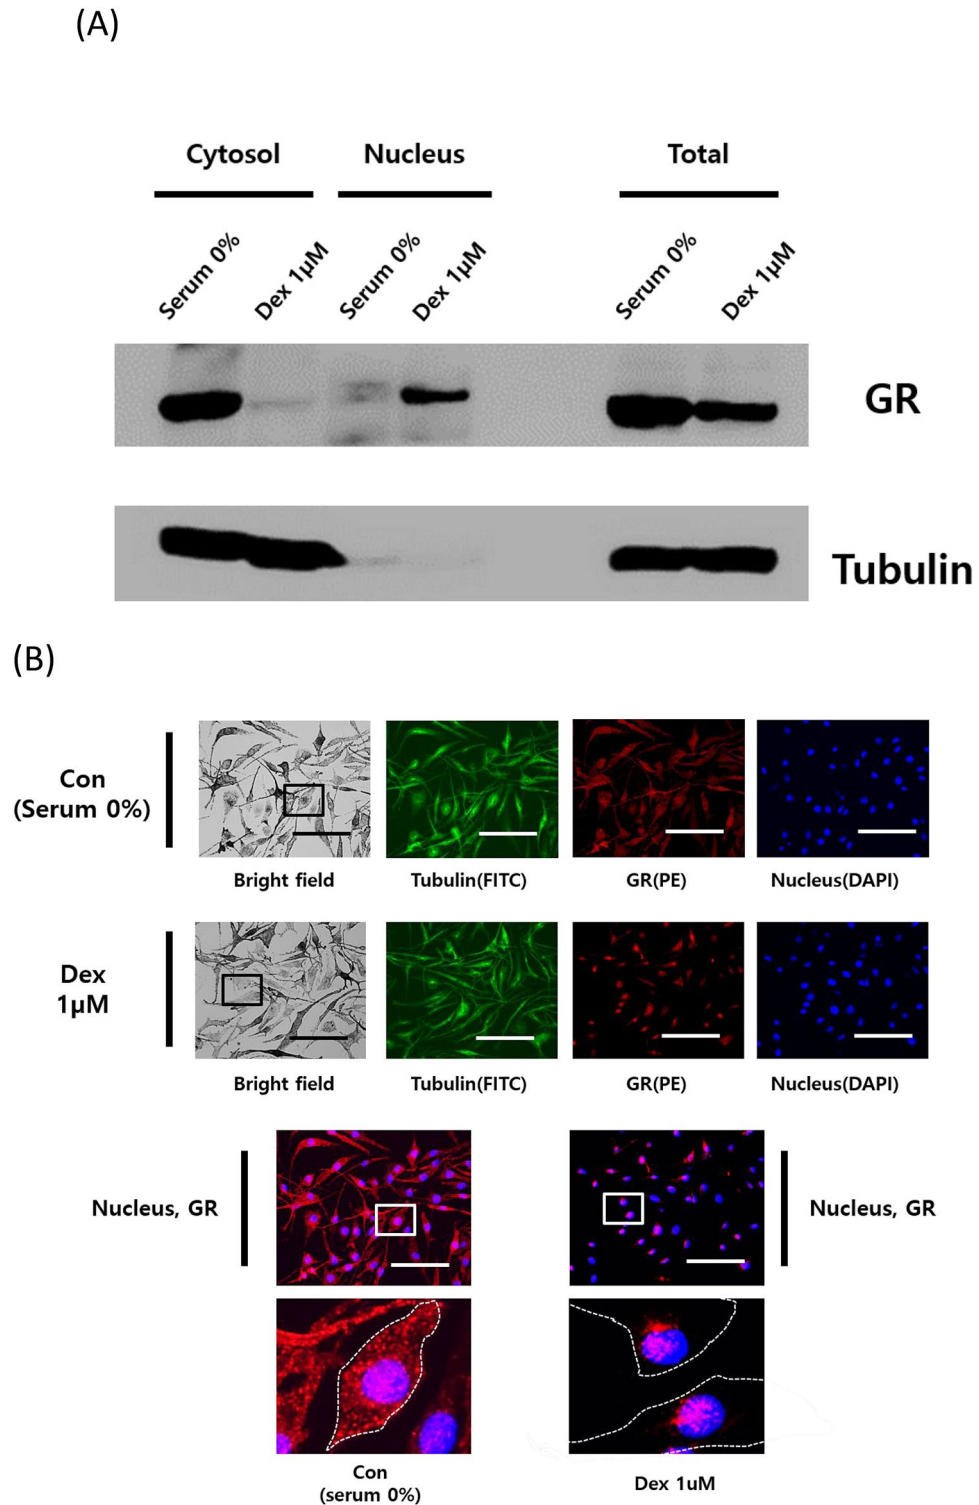 (A)
Cytosol Nucleus Total
Serum 0% Dex 1μM Serum 0% Dex 1μM Serum 0% Dex 1μM
GR
Tubulin
(B)
Con
(Serum 0%)
Bright field Tubulin(FITC) GR(PE) Nucleus(DAPI)
Dex
1μM
Bright field Tubulin(FITC) GR(PE) Nucleus(DAPI)
Nucleus, GR Nucleus, GR
Con
(serum 0%)
Dex 1uM